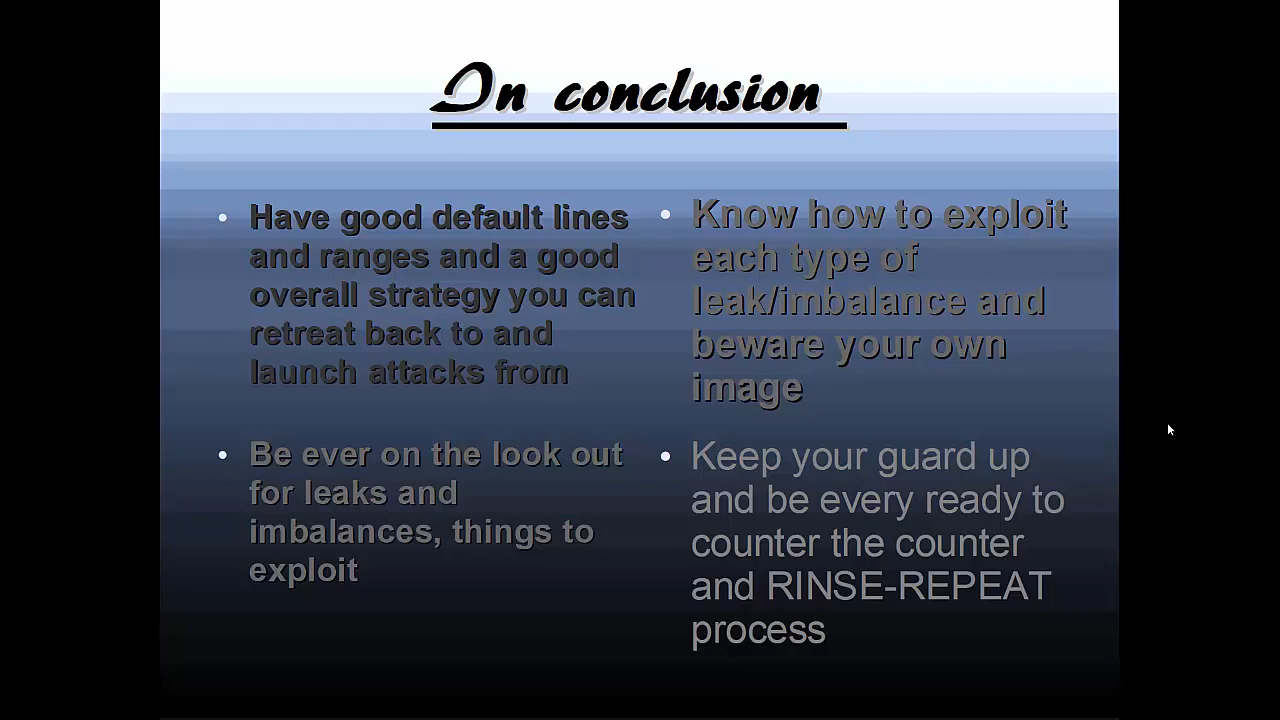 In conclusion
• Have good default lines
and ranges and a good
overall strategy you can
retreat back to and
launch attacks from
• Be ever on the look out
for leaks and
imbalances, things to
exploit
• Know how to exploit
each type of
leak/imbalance and
beware your own
image
• Keep your guard up
and be every ready to
counter the counter
and RINSE-REPEAT
process